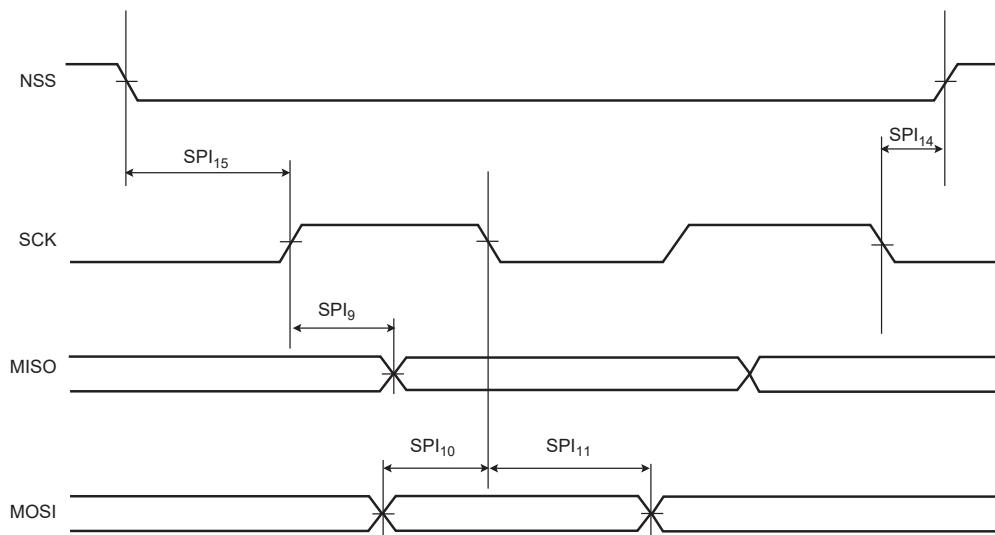 NSS
SPI₁₄
SPI₁₅
SCK
SPI₉
MISO
SPI₁₀
SPI₁₁
MOSI